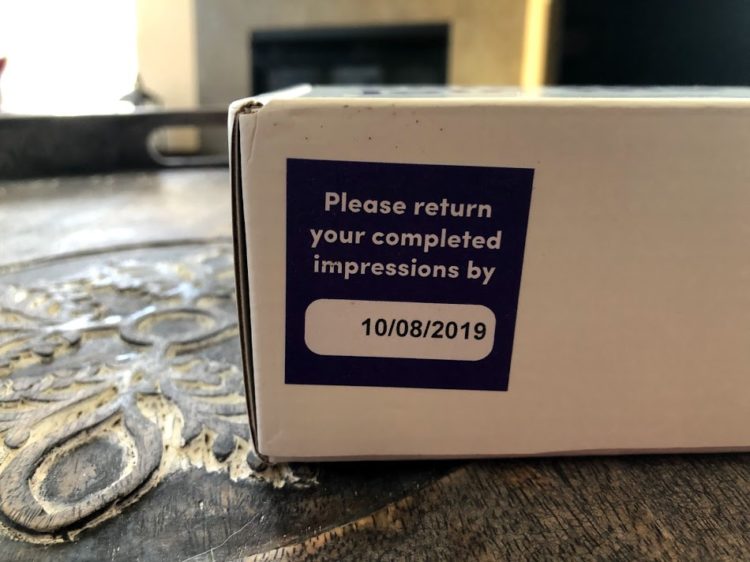 Please return
your completed
impressions by
10/08/2019